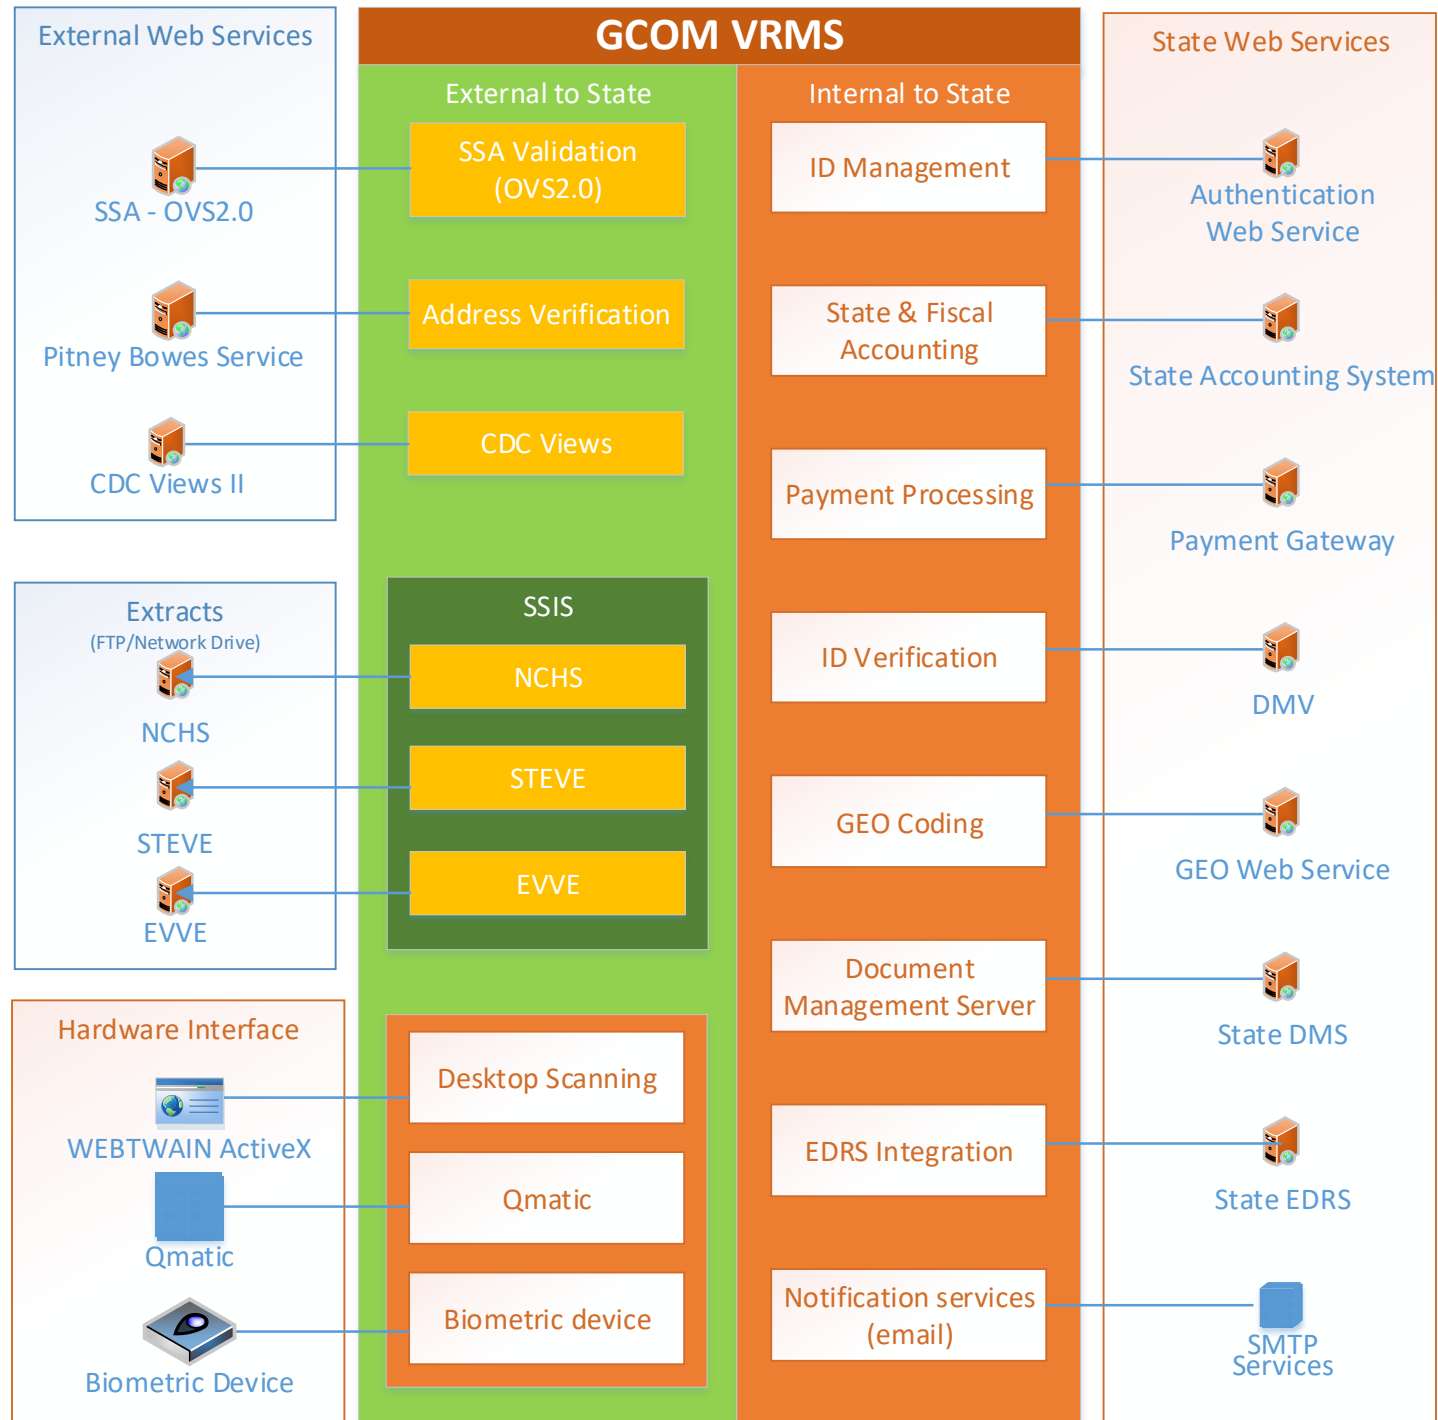 GCOM VRMS
External Web Services
SSA - OVS2.0
Pitney Bowes Service
CDC Views II
Extracts
(FTP/Network Drive)
NCHS
STEVE
EVVE
Hardware Interface
WEBTWAIN ActiveX
Qmatic
Biometric Device
External to State
SSA Validation
(OVS2.0)
Address Verification
CDC Views
SSIS
NCHS
STEVE
EVVE
Desktop Scanning
Qmatic
Biometric device
Internal to State
ID Management
State & Fiscal
Accounting
Payment Processing
ID Verification
GEO Coding
Document
Management Server
EDRS Integration
Notification services
(email)
State Web Services
Authentication
Web Service
State Accounting System
Payment Gateway
DMV
GEO Web Service
State DMS
State EDRS
SMTP
Services